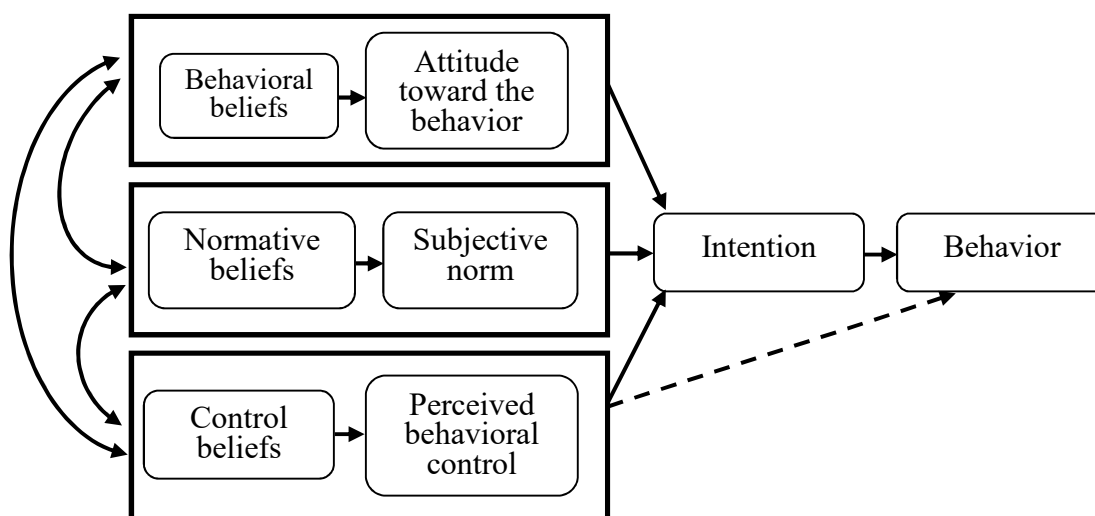 Behavioral
beliefs
Attitude
toward the
behavior
Normative
beliefs
Subjective
norm
Intention
Behavior
Control
beliefs
Perceived
behavioral
control